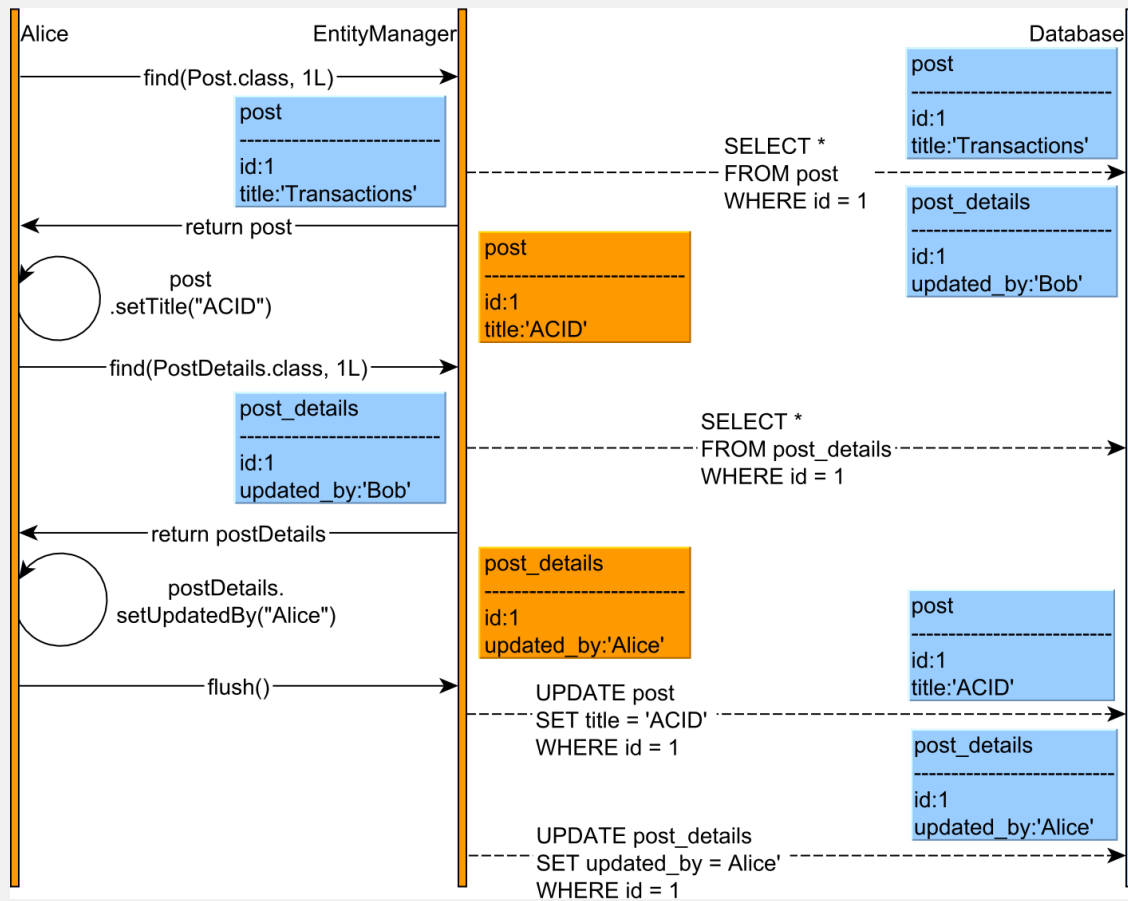 Alice
EntityManager
Database
find(Post.class, 1L)
post
----------------------------
id:1
title:'Transactions'
post
----------------------------
id:1
title:'Transactions'
SELECT *
FROM post
WHERE id = 1
post_details
----------------------------
id:1
updated_by:'Bob'
return post
post
.setTitle("ACID")
post
----------------------------
id:1
title:'ACID'
find(PostDetails.class, 1L)
post_details
----------------------------
id:1
updated_by:'Bob'
SELECT *
FROM post_details
WHERE id = 1
return postDetails
postDetails.
setUpdatedBy("Alice")
post_details
----------------------------
id:1
updated_by:'Alice'
post
----------------------------
id:1
title:'ACID'
flush()
UPDATE post
SET title = 'ACID'
WHERE id = 1
post_details
----------------------------
id:1
updated_by:'Alice'
UPDATE post_details
SET updated_by = Alice'
WHERE id = 1